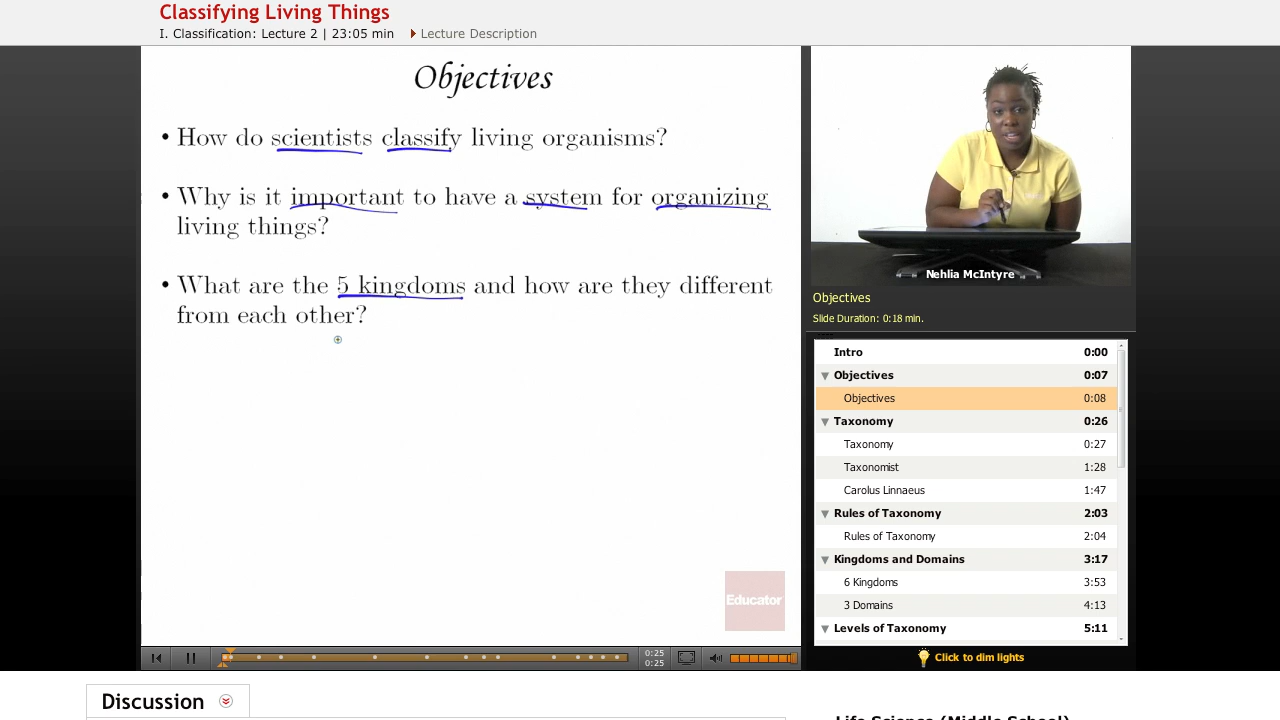 Classifying Living Things
I. Classification: Lecture 2 | 23:05 min
Lecture Description
Objectives
• How do scientists classify living organisms?
• Why is it important to have a system for organizing
living things?
• What are the 5 kingdoms and how are they different
from each other?
Educator
0:25
0:25
Nehlia McIntyre
Objectives
Slide Duration: 0:18 min.
Intro 0:00
Objectives 0:07
Objectives 0:08
Taxonomy 0:26
Taxonomy 0:27
Taxonomist 1:28
Carolus Linnaeus 1:47
Rules of Taxonomy 2:03
Rules of Taxonomy 2:04
Kingdoms and Domains 3:17
6 Kingdoms 3:53
3 Domains 4:13
Levels of Taxonomy 5:11
Click to dim lights
Discussion
Life Science (Middle School)